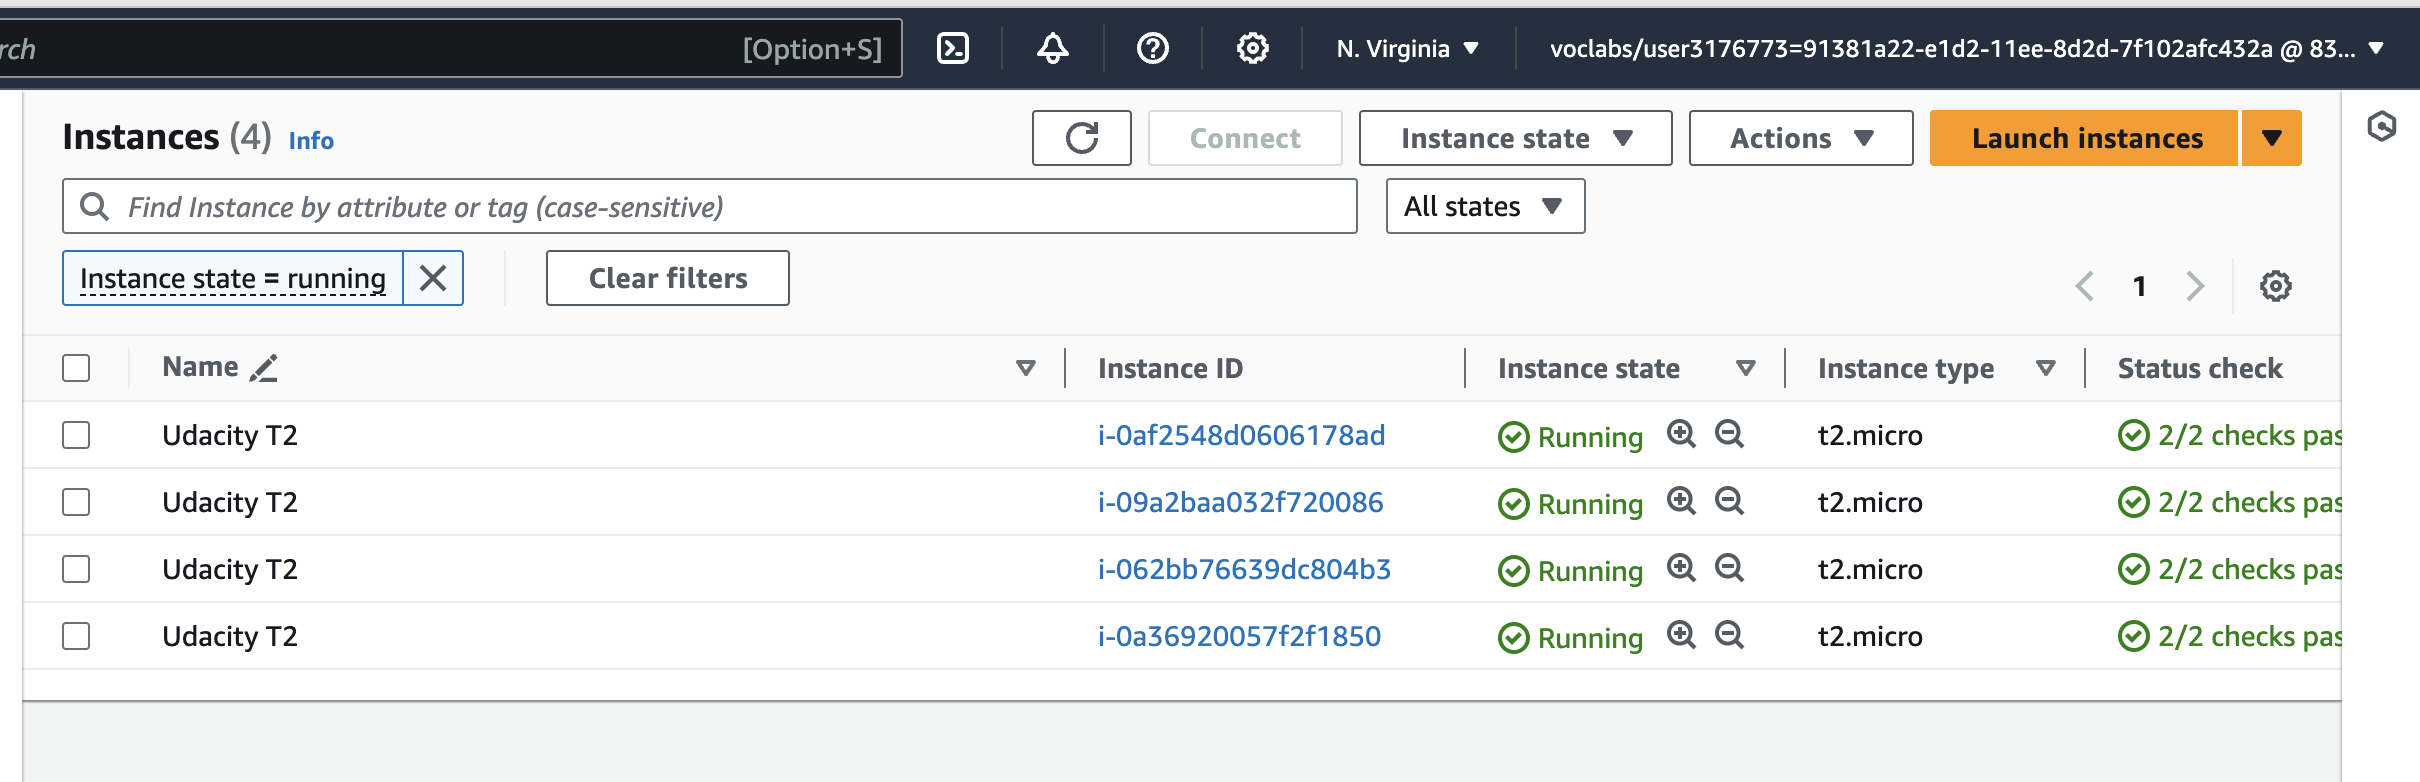 rch [Option+S] N. Virginia voclabs/user3176773=91381a22-e1d2-11ee-8d2d-7f102afc432a @ 83...
Instances (4) Info Connect Instance state Actions Launch instances
Find Instance by attribute or tag (case-sensitive) All states
Instance state = running Clear filters 1
Name Instance ID Instance state Instance type Status check
Udacity T2 i-0af2548d0606178ad Running t2.micro 2/2 checks pas
Udacity T2 i-09a2baa032f720086 Running t2.micro 2/2 checks pas
Udacity T2 i-062bb76639dc804b3 Running t2.micro 2/2 checks pas
Udacity T2 i-0a36920057f2f1850 Running t2.micro 2/2 checks pas